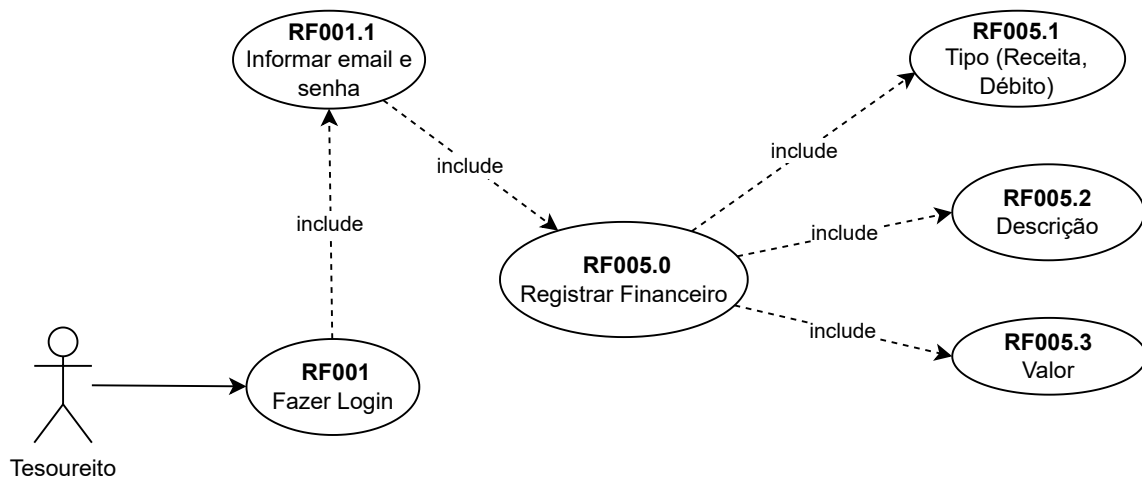 RF001.1
Informar email e
senha
RF005.1
Tipo (Receita,
Débito)
include
include
include
RF005.2
Descrição
include
RF005.0
Registrar Financeiro
include
RF005.3
Valor
RF001
Fazer Login
Tesoureito